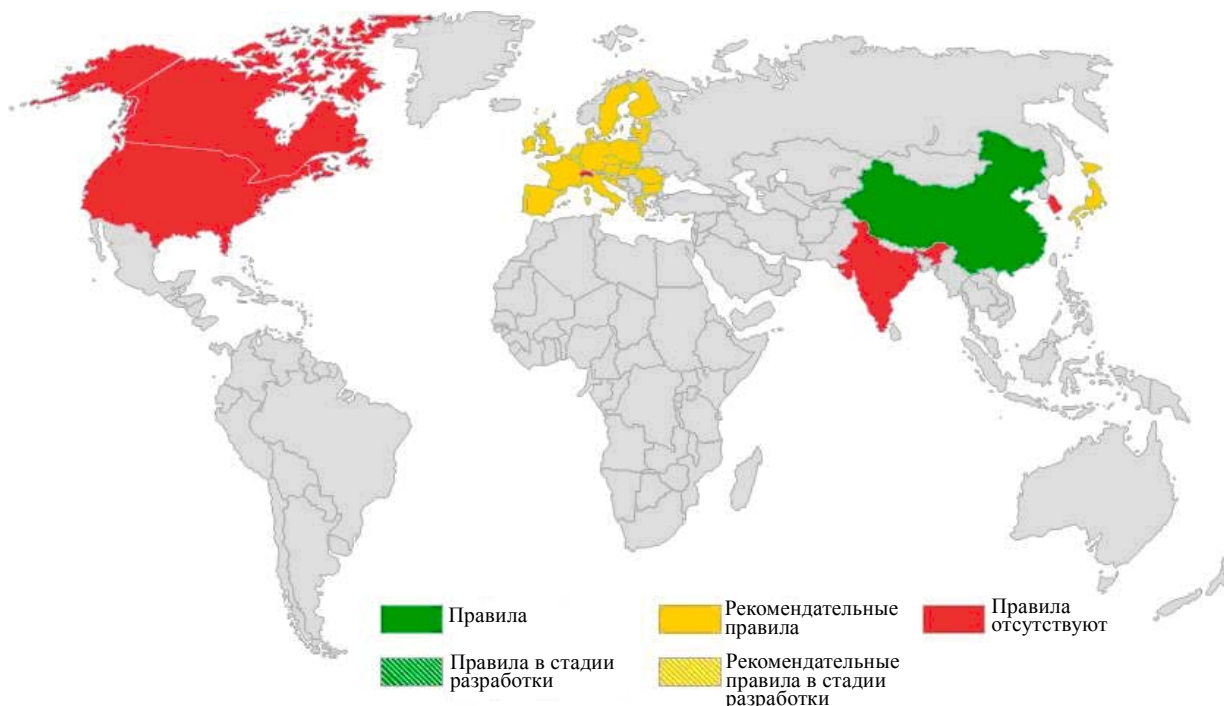 Правила
Рекомендательные
правила
Правила
отсутствуют
Правила в стадии
разработки
Рекомендательные
правила в стадии
разработки